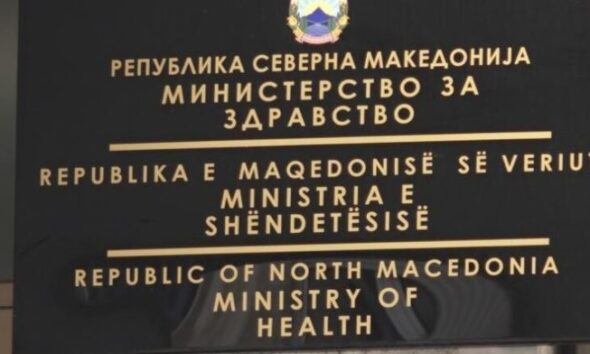 РЕПУБЛИКА СЕВЕРНА МАКЕДОНИЈА
МИНИСТЕРСТВО ЗА
ЗДРАВСТВО
REPUBLIKA E MAQEDONISË SË VERIUT
MINISTRIA E
SHËNDETËSISË
REPUBLIC OF NORTH MACEDONIA
MINISTRY OF
HEALTH